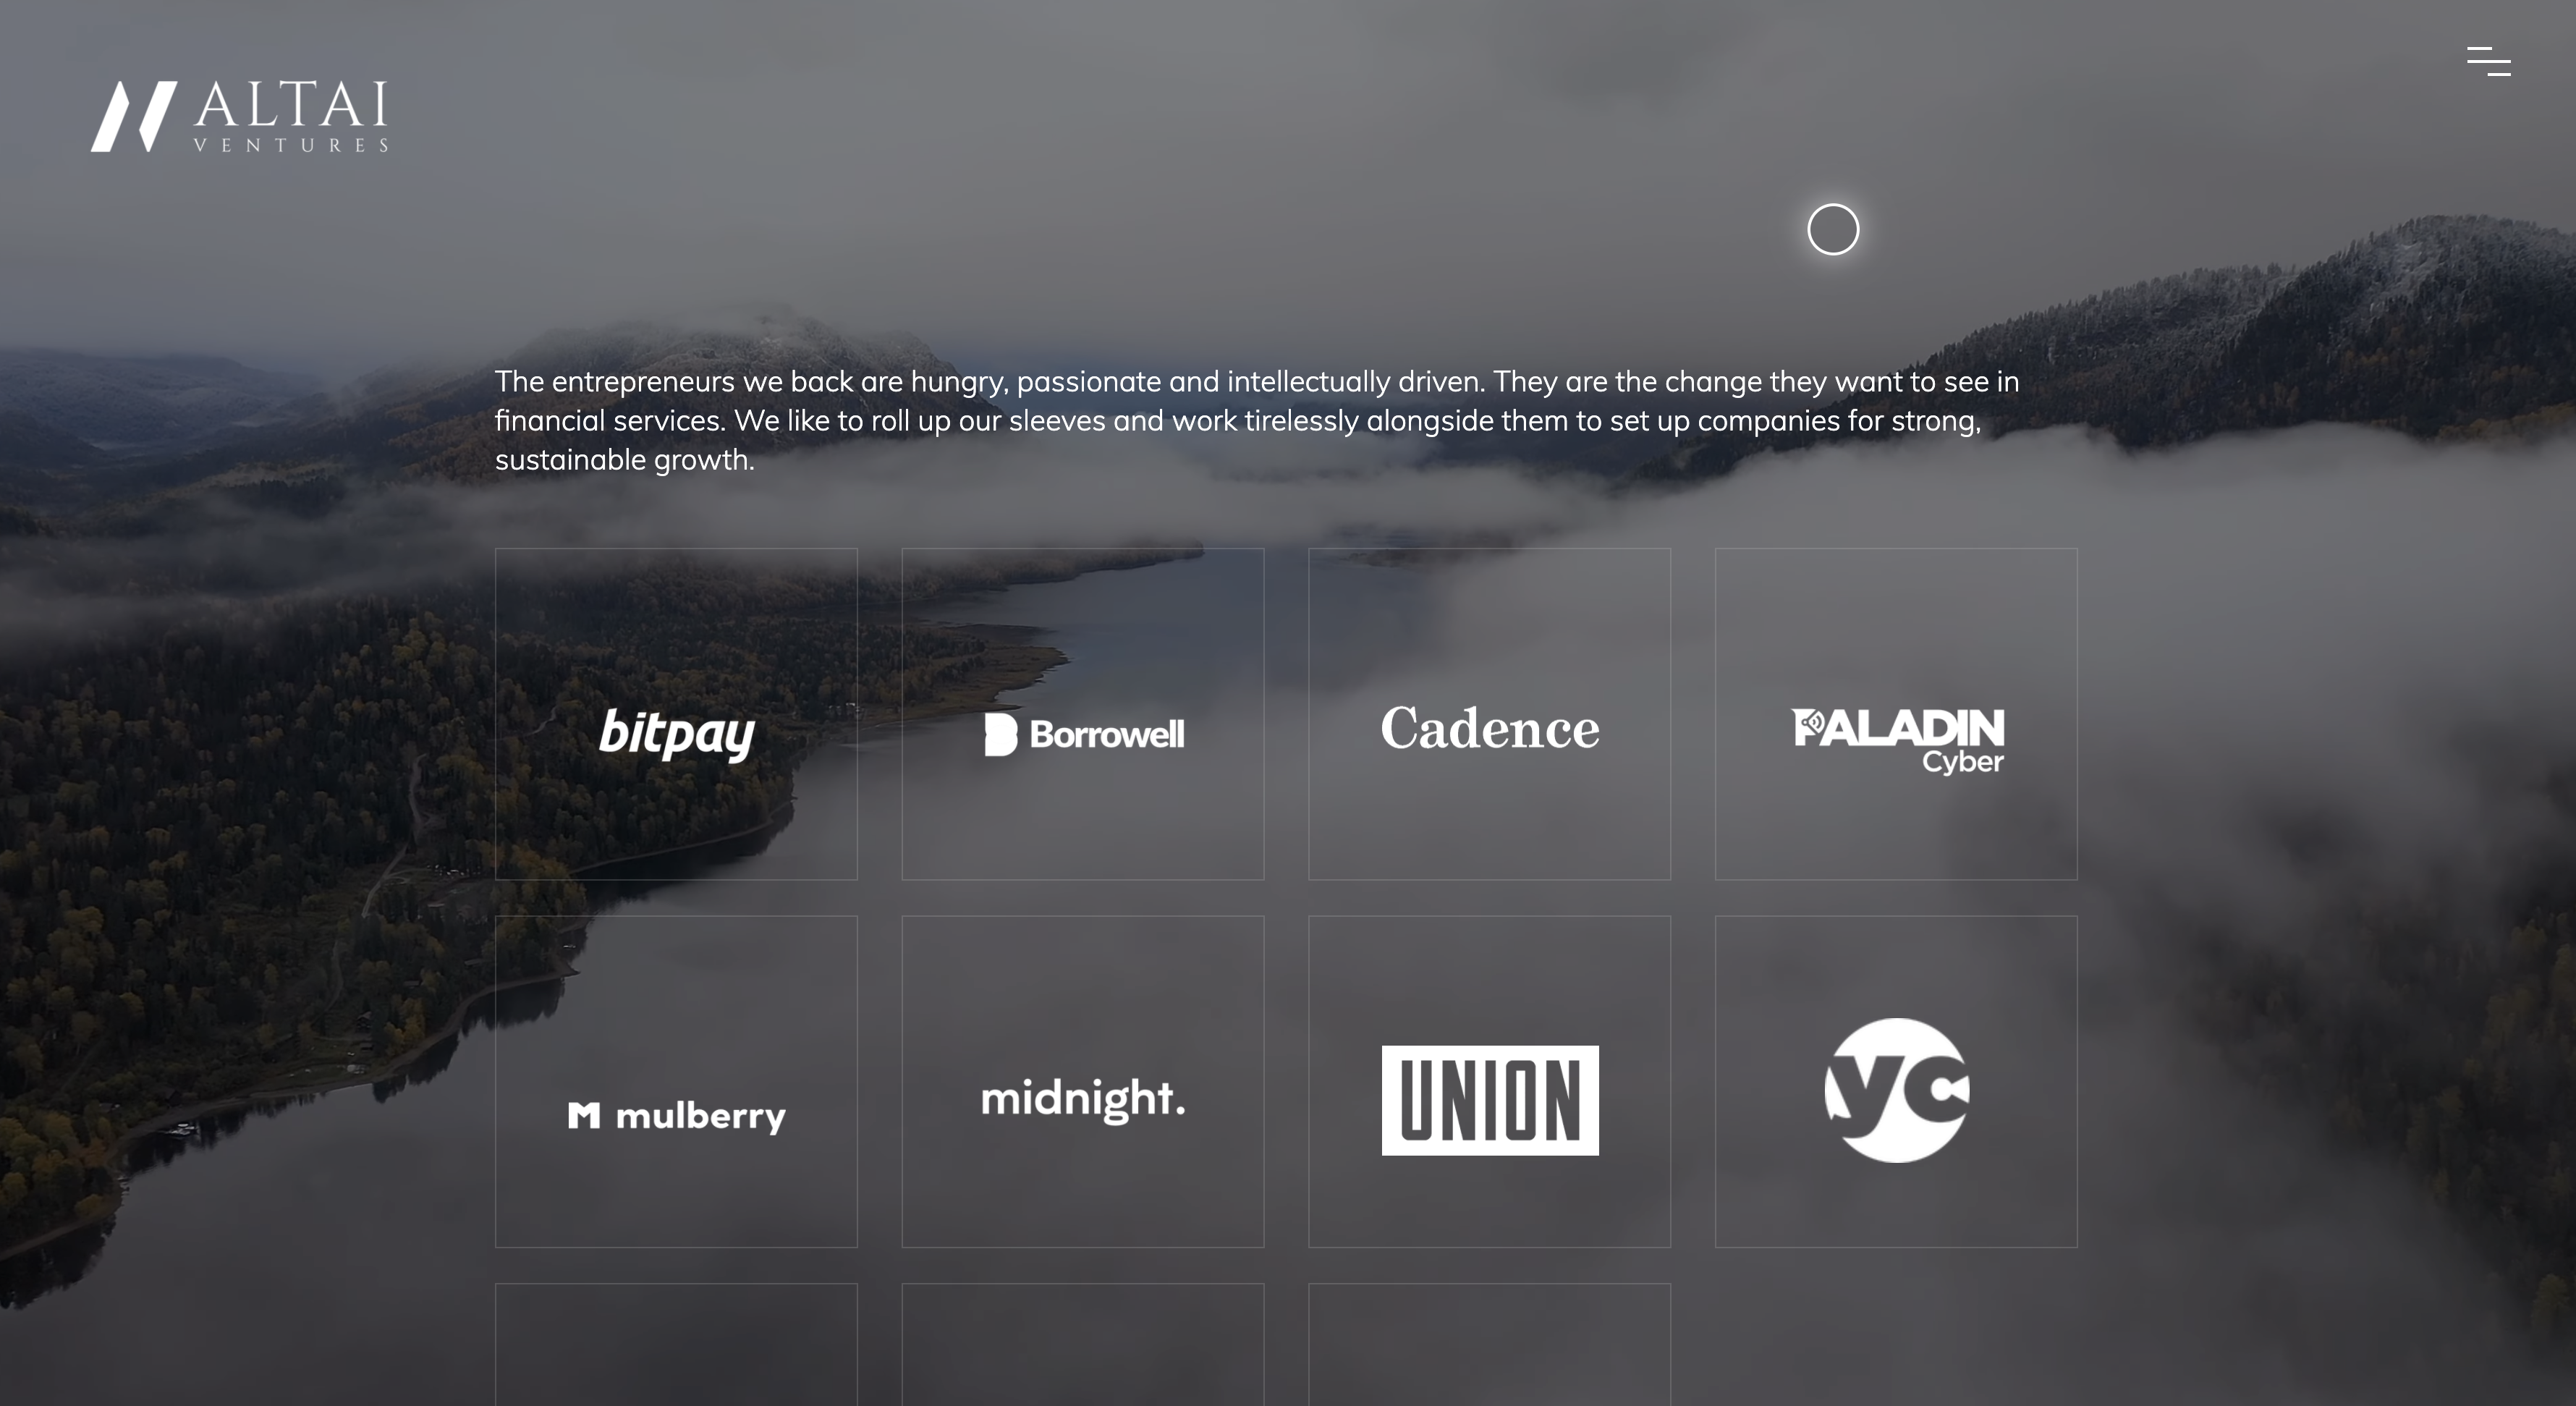 ALTAI
VENTURES
The entrepreneurs we back are hungry, passionate and intellectually driven. They are the change they want to see in
financial services. We like to roll up our sleeves and work tirelessly alongside them to set up companies for strong,
sustainable growth.
bitpay
Borrowell
Cadence
PALADIN
Cyber
M mulberry
midnight.
UNION
yc